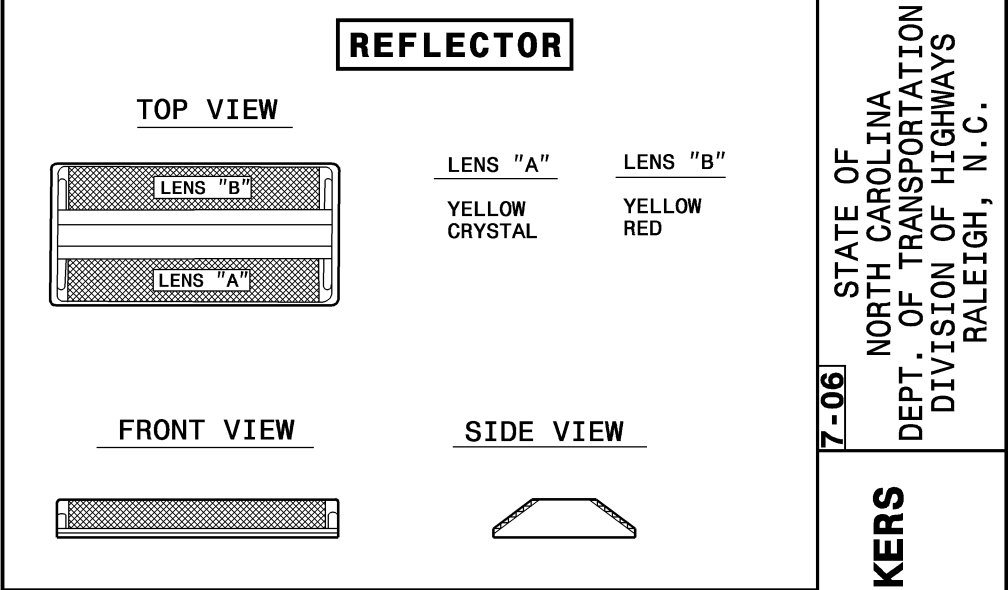 REFLECTOR
TOP VIEW
LENS "B"
LENS "A"
LENS "A"
YELLOW
CRYSTAL
LENS "B"
YELLOW
RED
FRONT VIEW
SIDE VIEW
STATE OF
NORTH CAROLINA
DEPT. OF TRANSPORTATION
DIVISION OF HIGHWAYS
RALEIGH, N.C.
7-06
KERS